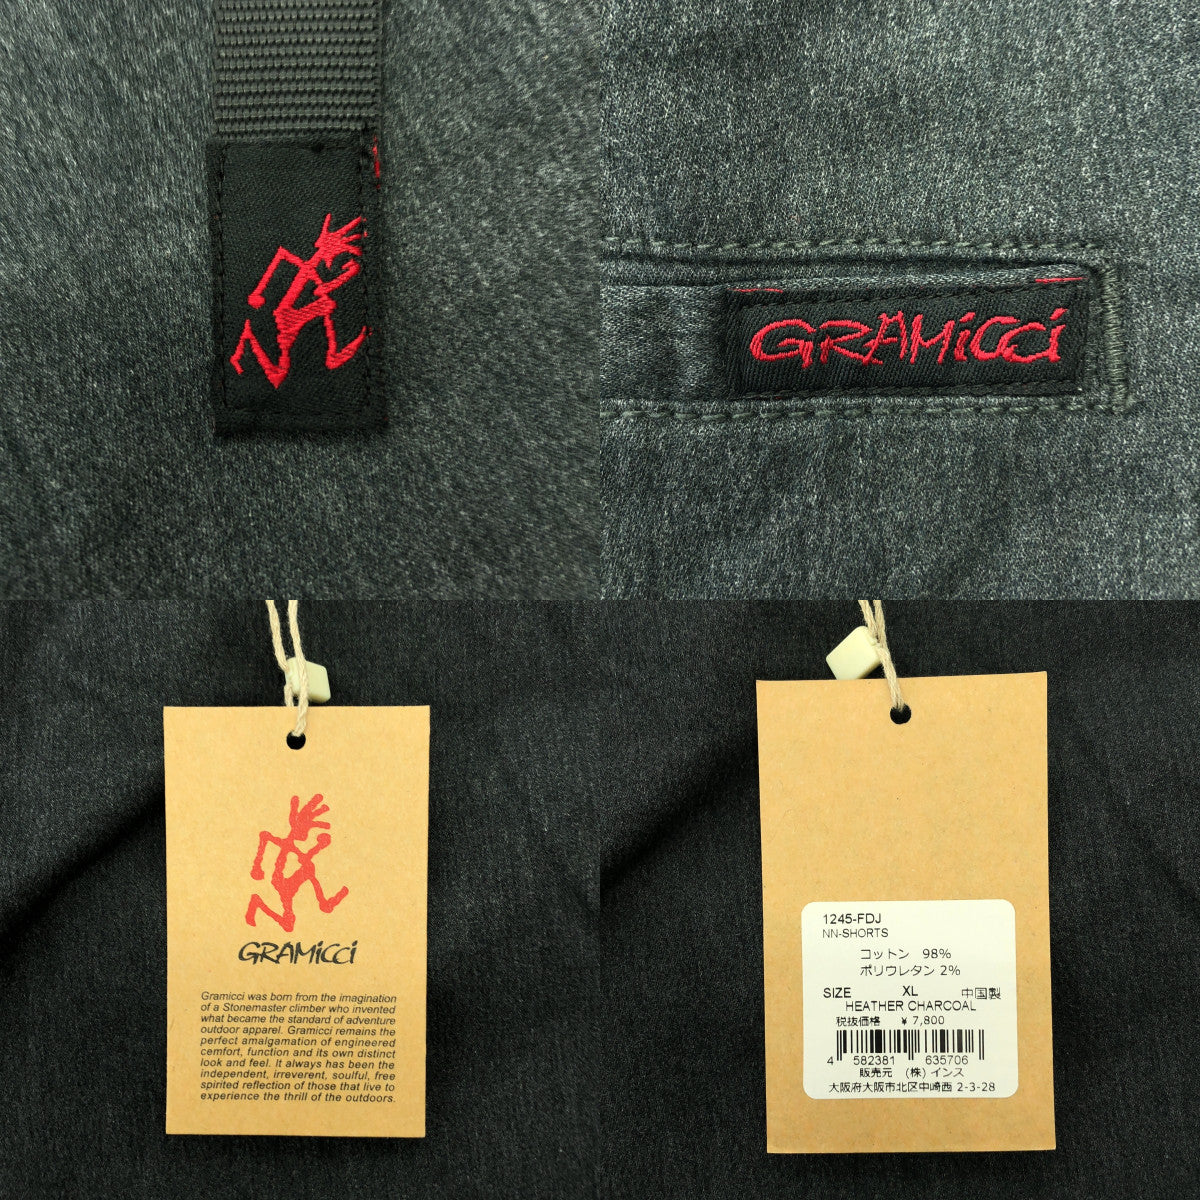 GRAMiCCi
GRAMiCCi
Gramicci was born from the imagination
of a Stonemaster climber who invented
what became the standard of adventure
outdoor apparel. Gramicci remains the
perfect amalgamation of engineered
comfort, function and its own distinct
look and feel. It always has been the
independent, irreverent, soulful, free
spirited reflection of those that live to
experience the thrill of the outdoors.
1245-FDJ
NN-SHORTS
コットン 98%
ポリウレタン 2%
SIZE XL 中国製
HEATHER CHARCOAL
税抜価格 ¥7,800
4 582381 635706
販売元 (株)インス
大阪府大阪市北区中崎西 2-3-28